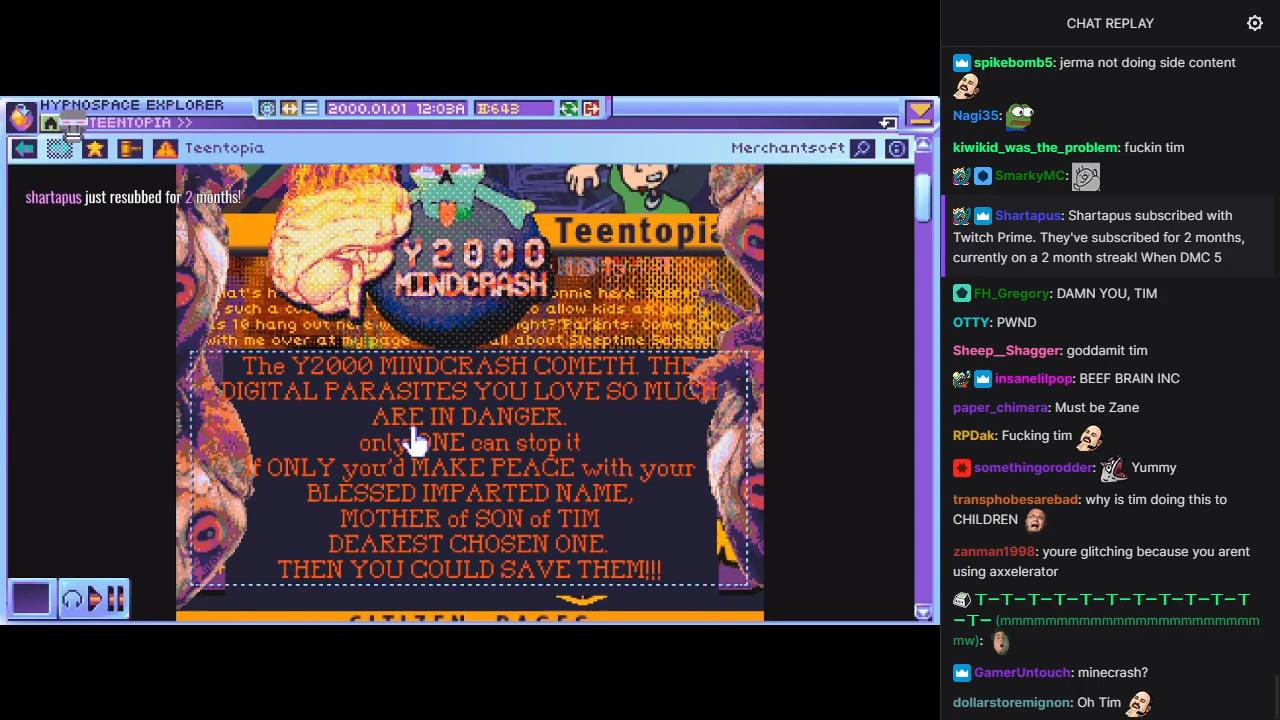 HYPNOSPACE EXPLORER
2000.01.01 12:03A
643
TEENTOPIA >>
Teentopia
Merchantsoft
shartapus just resubbed for 2 months!
Teentopia
Y2000
MINDCRASH
The Y2000 MINDCRASH COMETH. THE
DIGITAL PARASITES YOU LOVE SO MUCH
ARE IN DANGER.
only ONE can stop it
f ONLY you'd MAKE PEACE with your
BLESSED IMPARTED NAME,
MOTHER of SON of TIM
DEAREST CHOSEN ONE.
THEN YOU COULD SAVE THEM!!!
CITIZEN PAGES
CHAT REPLAY
spikebomb5: jerma not doing side content
Nagi35:
kiwikid_was_the_problem: fuckin tim
SmarkyMC:
Shartapus: Shartapus subscribed with
Twitch Prime. They've subscribed for 2 months,
currently on a 2 month streak! When DMC 5
FH_Gregory: DAMN YOU, TIM
OTTY: PWND
Sheep__Shagger: goddamit tim
insanelilpop: BEEF BRAIN INC
paper_chimera: Must be Zane
RPDak: Fucking tim
somethingorodder: Yummy
transphobesarebad: why is tim doing this to
CHILDREN
zanman1998: youre glitching because you arent
using axxelerator
T-T-T-T-T-T-T-T-T-T-T
-T- (mmmmmmmmmmmmmmmmmmmmmmm
mw):
GamerUntouch: minecrash?
dollarstoremignon: Oh Tim